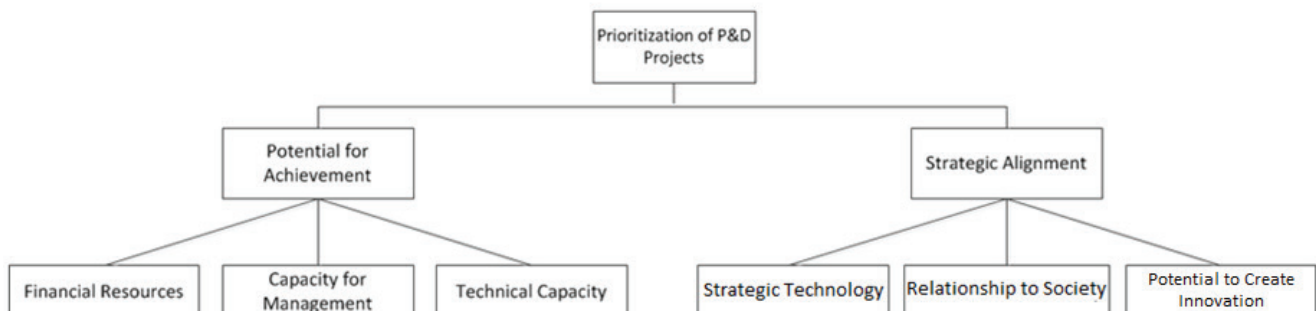 Prioritization of P&D
Projects
Potential for
Achievement
Strategic Alignment
Financial Resources
Capacity for
Management
Technical Capacity
Strategic Technology
Relationship to Society
Potential to Create
Innovation